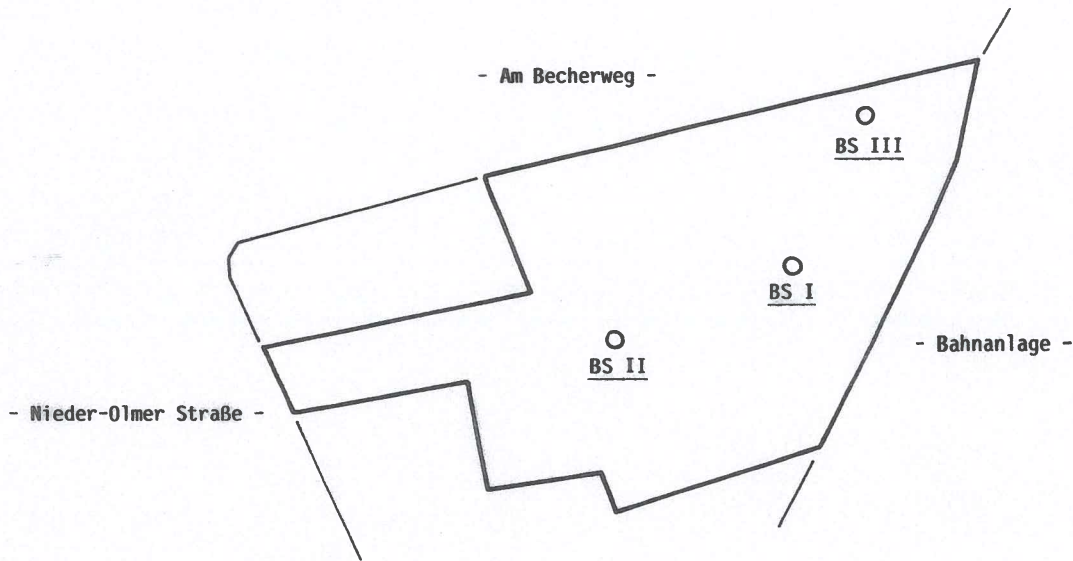 - Am Becherweg -
BS III
BS I
- Bahnanlage -
BS II
- Nieder-Olmer Straße -